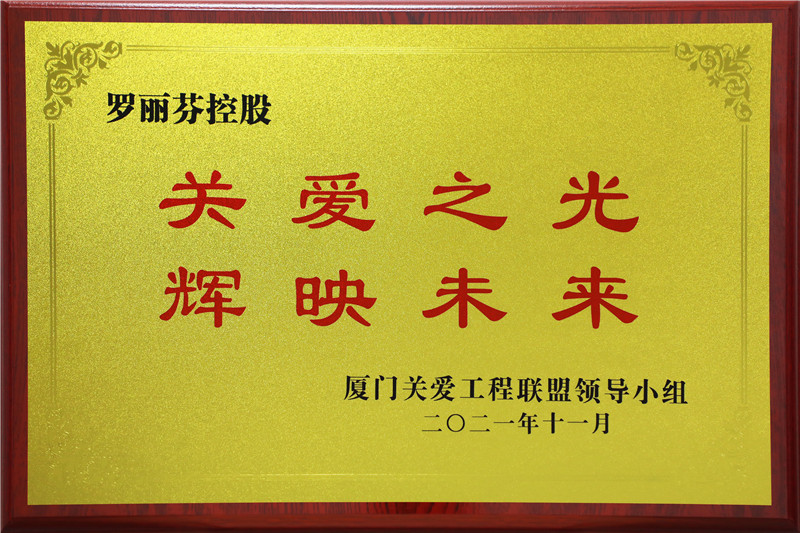 罗丽芬控股
关爱之光
辉映未来
厦门关爱工程联盟领导小组
二〇二一年十一月